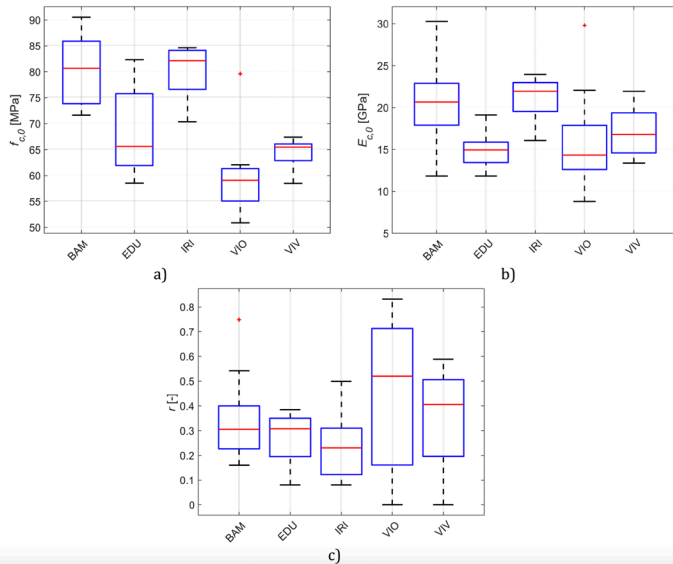 90
85
80
75
70
65
60
55
50
f c,0 [MPa]
BAM EDU IRI VIO VIV
a)
30
25
20
15
10
5
E c,0 [GPa]
BAM EDU IRI VIO VIV
b)
0.8
0.7
0.6
0.5
0.4
0.3
0.2
0.1
0
r [-]
BAM EDU IRI VIO VIV
c)